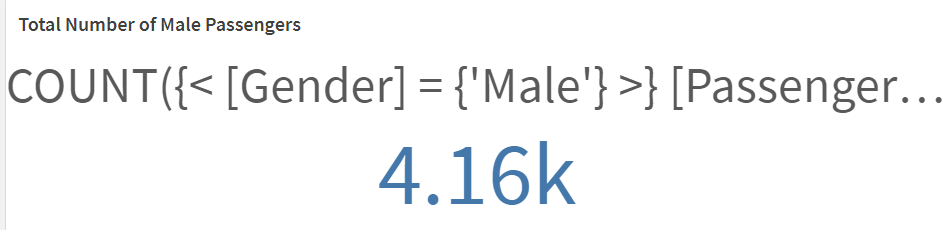 Total Number of Male Passengers
COUNT({< [Gender] = {'Male'} >} [Passenger...
4.16k